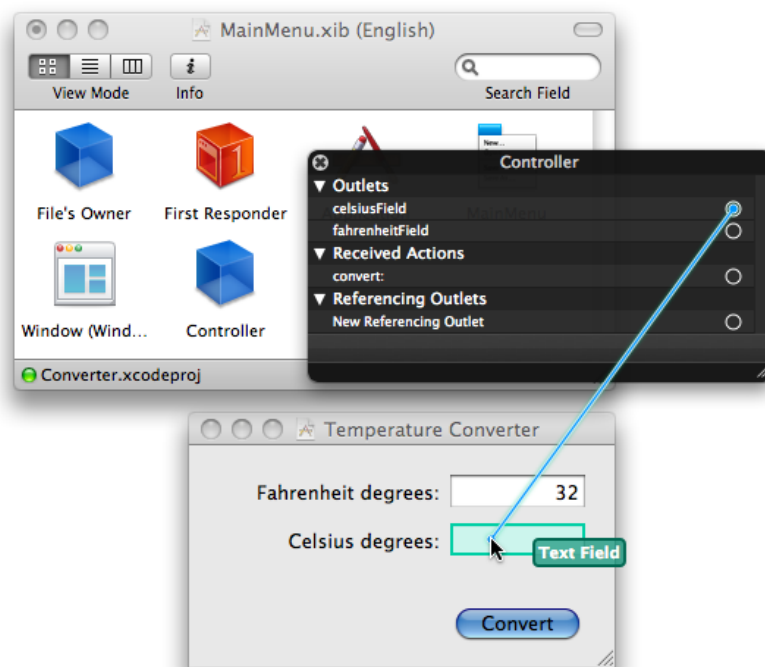 MainMenu.xib (English)
View Mode
Info
Search Field
New...
1
File's Owner
First Responder
MainMenu
Window (Wind...
Controller
Converter.xcodeproj
Controller
Outlets
celsiusField
fahrenheitField
Received Actions
convert:
Referencing Outlets
New Referencing Outlet
Temperature Converter
Fahrenheit degrees: 32
Celsius degrees:
Text Field
Convert